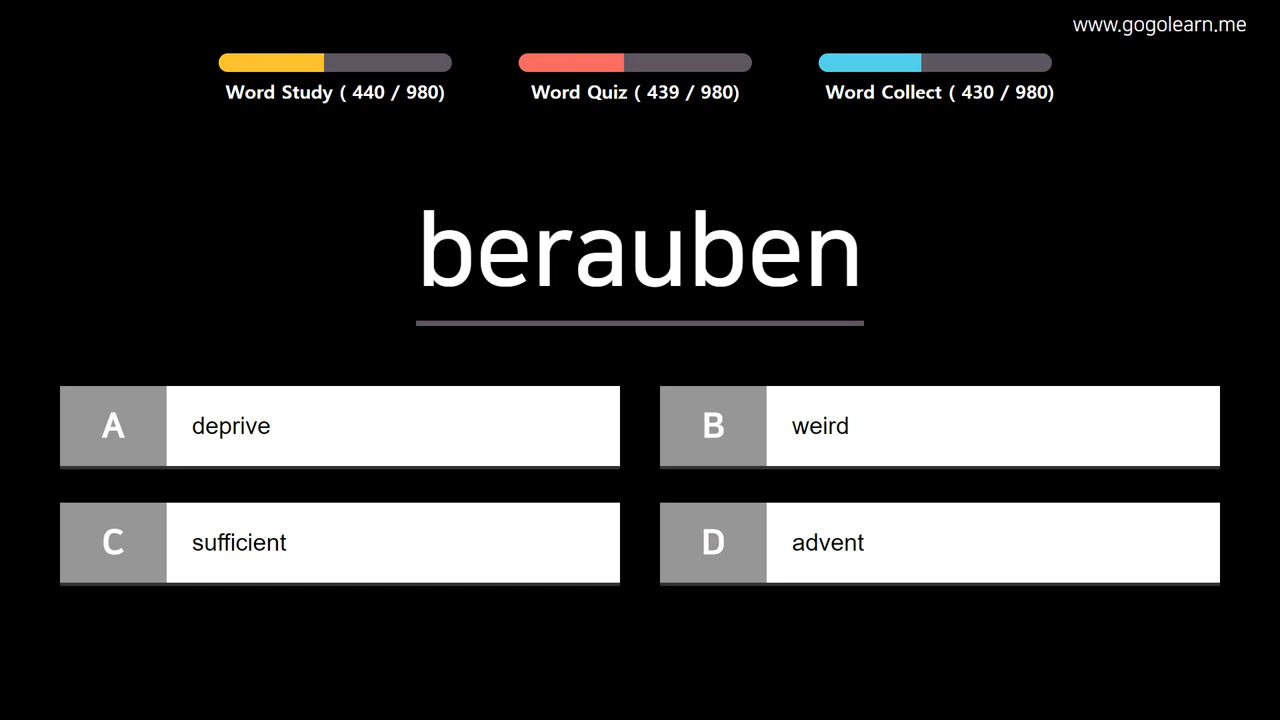 www.gogolearn.me
Word Study ( 440 / 980)
Word Quiz ( 439 / 980)
Word Collect ( 430 / 980)
berauben
A deprive
B weird
C sufficient
D advent